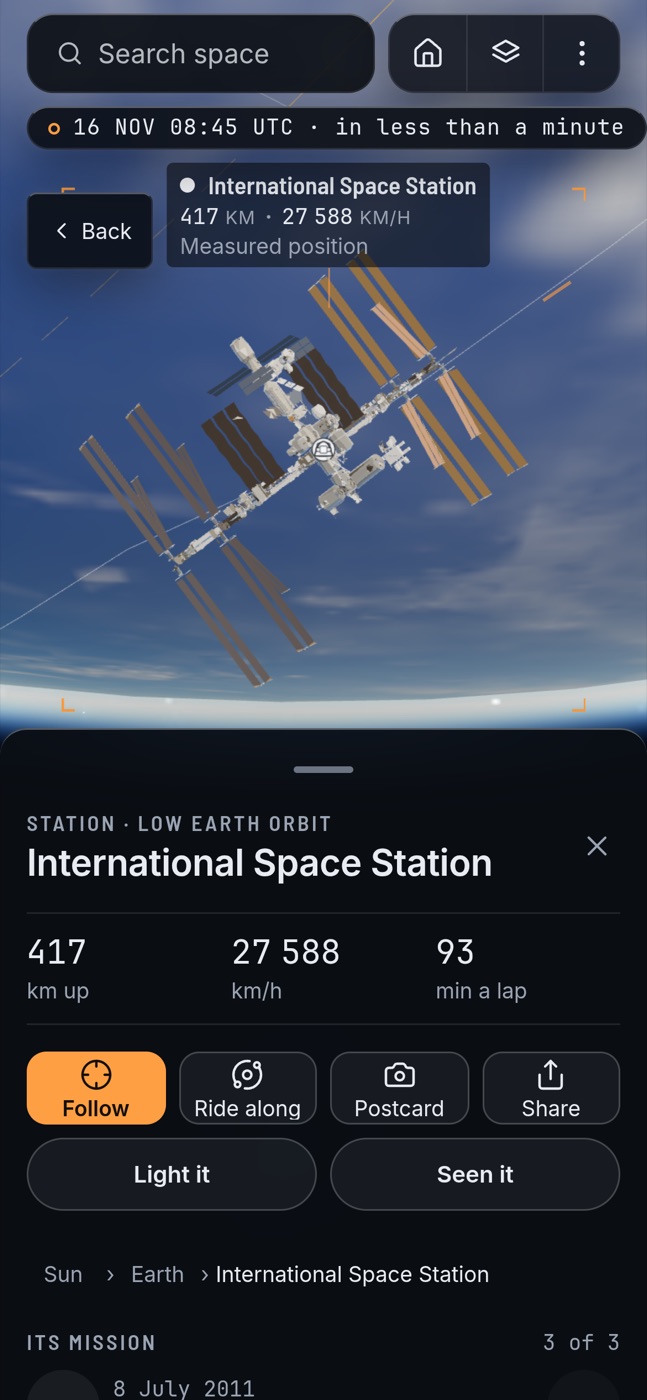 Search space
16 NOV 08:45 UTC · in less than a minute
Back
International Space Station
417 KM · 27 588 KM/H
Measured position
STATION · LOW EARTH ORBIT
International Space Station
417 27 588 93
km up km/h min a lap
Follow Ride along Postcard Share
Light it Seen it
Sun › Earth › International Space Station
ITS MISSION 3 of 3
8 July 2011